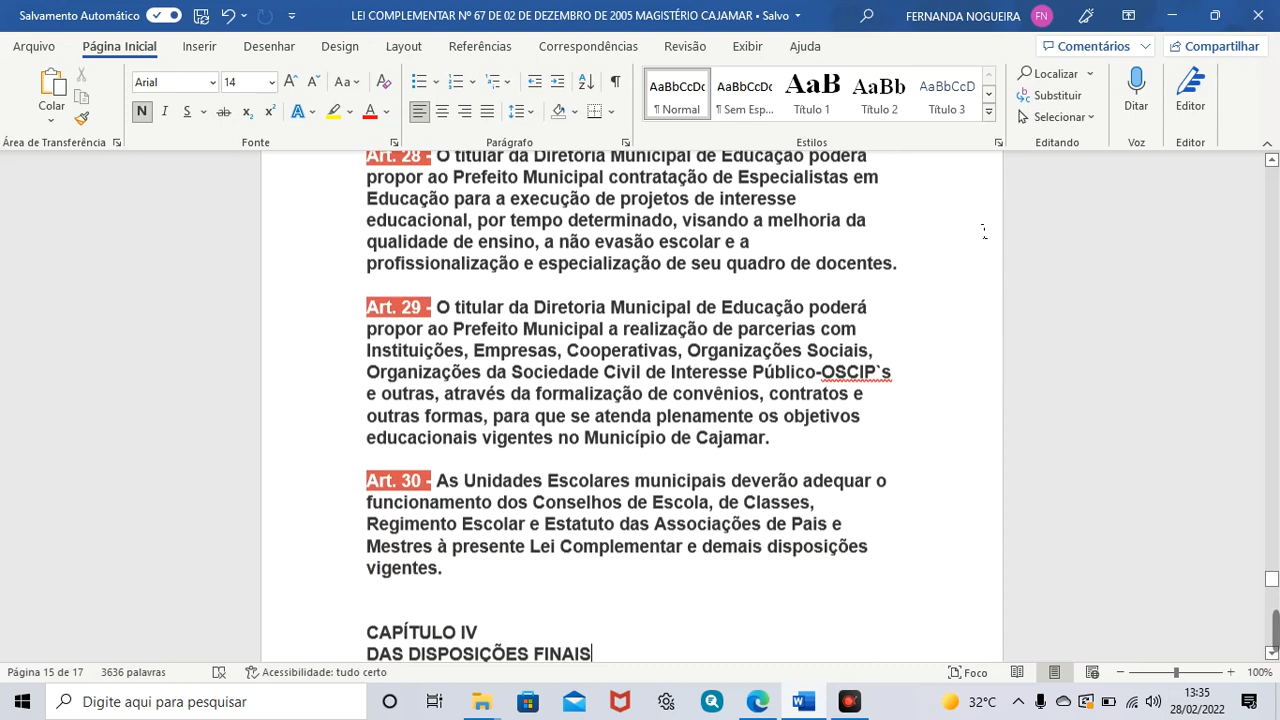 Salvamento Automático
LEI COMPLEMENTAR Nº 67 DE 02 DE DEZEMBRO DE 2005 MAGISTÉRIO CAJAMAR • Salvo
FERNANDA NOGUEIRA FN
Arquivo Página Inicial Inserir Desenhar Design Layout Referências Correspondências Revisão Exibir Ajuda Comentários Compartilhar
Colar
Arial 14
Aa
N I S ab x₂ x² A A
AaBbCcDc AaBbCcDc AaB AaBb AaBbCcD
¶ Normal ¶ Sem Esp... Título 1 Título 2 Título 3
Localizar
Substituir
Selecionar
Ditar Editor
Área de Transferência Fonte Parágrafo Estilos Editando Voz Editor
Art. 28 - O titular da Diretoria Municipal de Educação poderá
propor ao Prefeito Municipal contratação de Especialistas em
Educação para a execução de projetos de interesse
educacional, por tempo determinado, visando a melhoria da
qualidade de ensino, a não evasão escolar e a
profissionalização e especialização de seu quadro de docentes.
Art. 29 - O titular da Diretoria Municipal de Educação poderá
propor ao Prefeito Municipal a realização de parcerias com
Instituições, Empresas, Cooperativas, Organizações Sociais,
Organizações da Sociedade Civil de Interesse Público-OSCIP`s
e outras, através da formalização de convênios, contratos e
outras formas, para que se atenda plenamente os objetivos
educacionais vigentes no Município de Cajamar.
Art. 30 - As Unidades Escolares municipais deverão adequar o
funcionamento dos Conselhos de Escola, de Classes,
Regimento Escolar e Estatuto das Associações de Pais e
Mestres à presente Lei Complementar e demais disposições
vigentes.
CAPÍTULO IV
DAS DISPOSIÇÕES FINAIS
Página 15 de 17 3636 palavras Acessibilidade: tudo certo Foco 100%
Digite aqui para pesquisar
32°C
13:35
28/02/2022